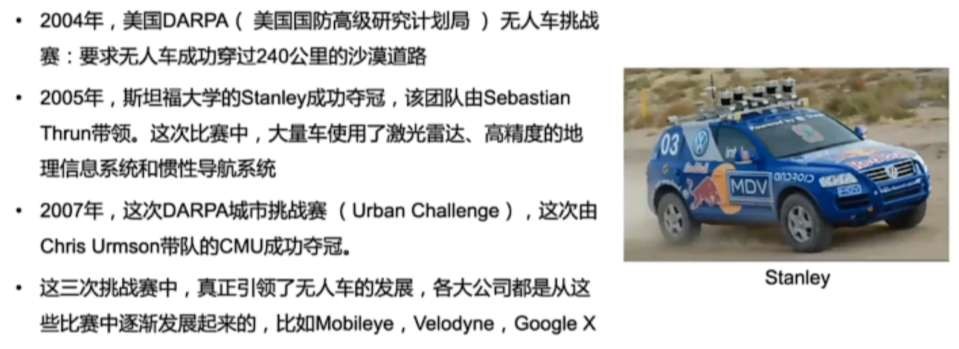 • 2004年，美国DARPA（ 美国国防高级研究计划局 ） 无人车挑战
赛：要求无人车成功穿过240公里的沙漠道路
• 2005年，斯坦福大学的Stanley成功夺冠，该团队由Sebastian
Thrun带领。这次比赛中，大量车使用了激光雷达、高精度的地
理信息系统和惯性导航系统
• 2007年，这次DARPA城市挑战赛 （Urban Challenge），这次由
Chris Urmson带队的CMU成功夺冠。
• 这三次挑战赛中，真正引领了无人车的发展，各大公司都是从这
些比赛中逐渐发展起来的，比如Mobileye，Velodyne，Google X
03
MDV
ANDROID
Stanley